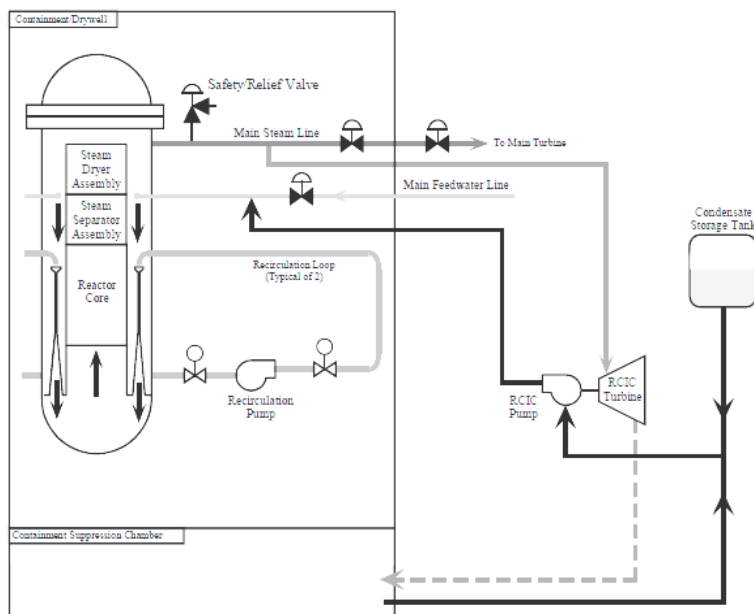 Containment/Drywell
Safety/Relief Valve
Main Steam Line
To Main Turbine
Steam
Dryer
Assembly
Main Feedwater Line
Steam
Separator
Assembly
Condensate
Storage Tank
Recirculation Loop
(Typical of 2)
Reactor
Core
RCIC
Turbine
RCIC
Pump
Recirculation
Pump
Containment Suppression Chamber